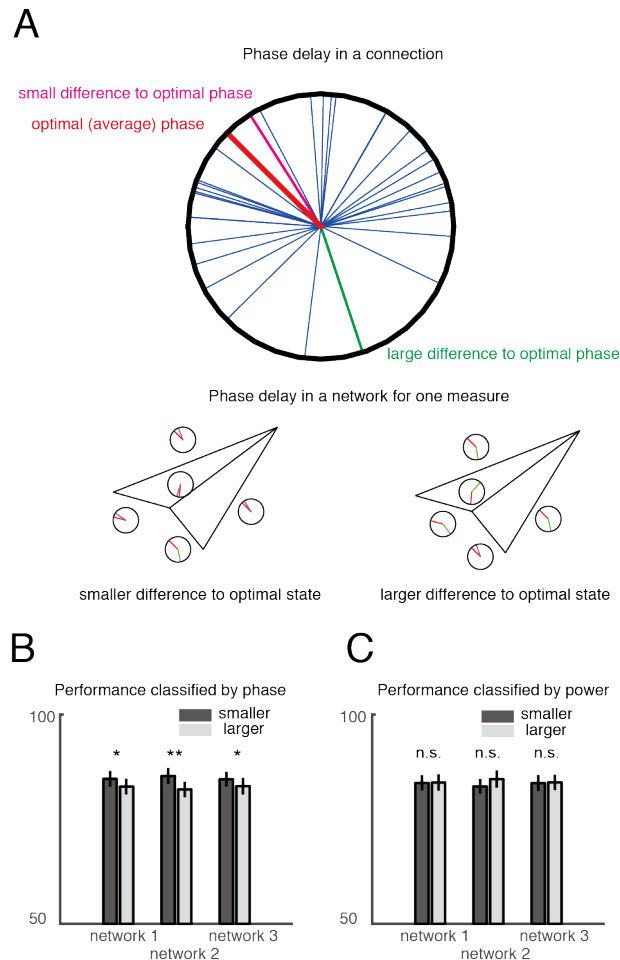 A
Phase delay in a connection
small difference to optimal phase
optimal (average) phase
large difference to optimal phase
Phase delay in a network for one measure
smaller difference to optimal state
larger difference to optimal state
B
Performance classified by phase
100
smaller
larger
*
**
*
50
network 1
network 3
network 2
C
Performance classified by power
100
smaller
larger
n.s.
n.s.
n.s.
50
network 1
network 3
network 2